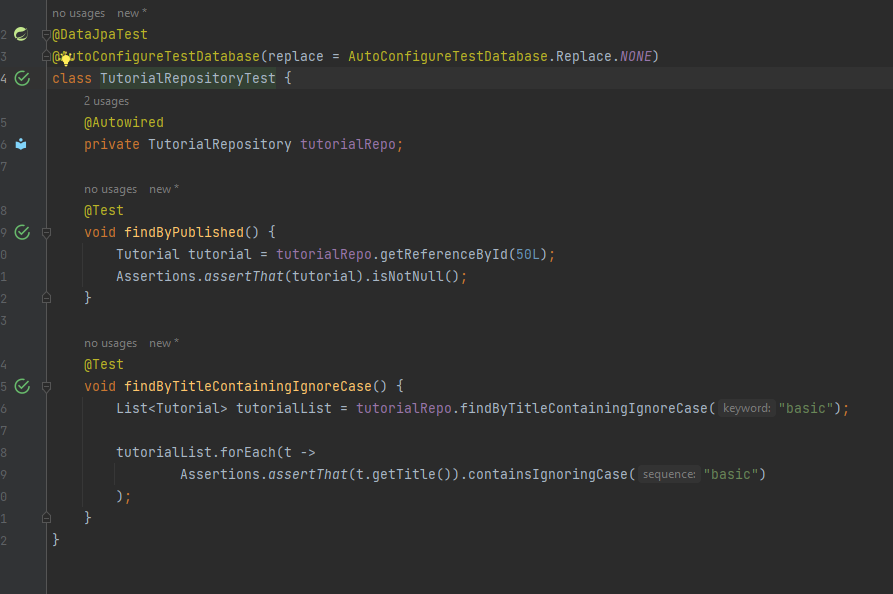 no usages   new *
2 @DataJpaTest
3 @AutoConfigureTestDatabase(replace = AutoConfigureTestDatabase.Replace.NONE)
4 class TutorialRepositoryTest {
2 usages
5 @Autowired
6 private TutorialRepository tutorialRepo;
7
no usages   new *
8 @Test
9 void findByPublished() {
0 Tutorial tutorial = tutorialRepo.getReferenceById(50L);
1 Assertions.assertThat(tutorial).isNotNull();
2 }
3
no usages   new *
4 @Test
5 void findByTitleContainingIgnoreCase() {
6 List<Tutorial> tutorialList = tutorialRepo.findByTitleContainingIgnoreCase( keyword: "basic");
7
8 tutorialList.forEach(t ->
9 Assertions.assertThat(t.getTitle()).containsIgnoringCase( sequence: "basic")
0 );
1 }
2 }